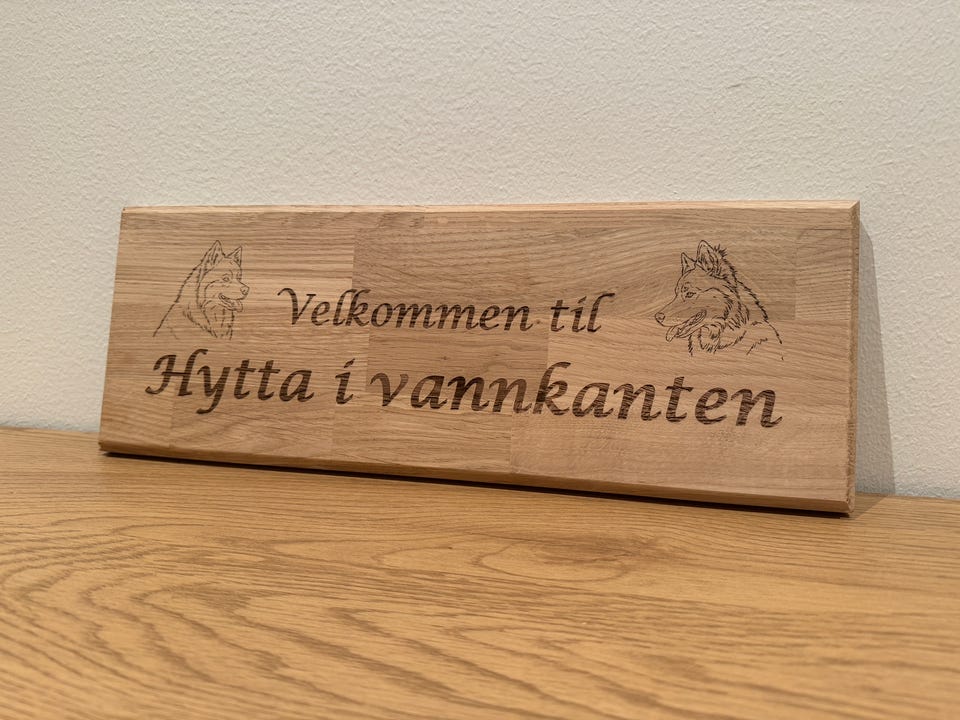 Velkommen til
Hytta i vannkanten